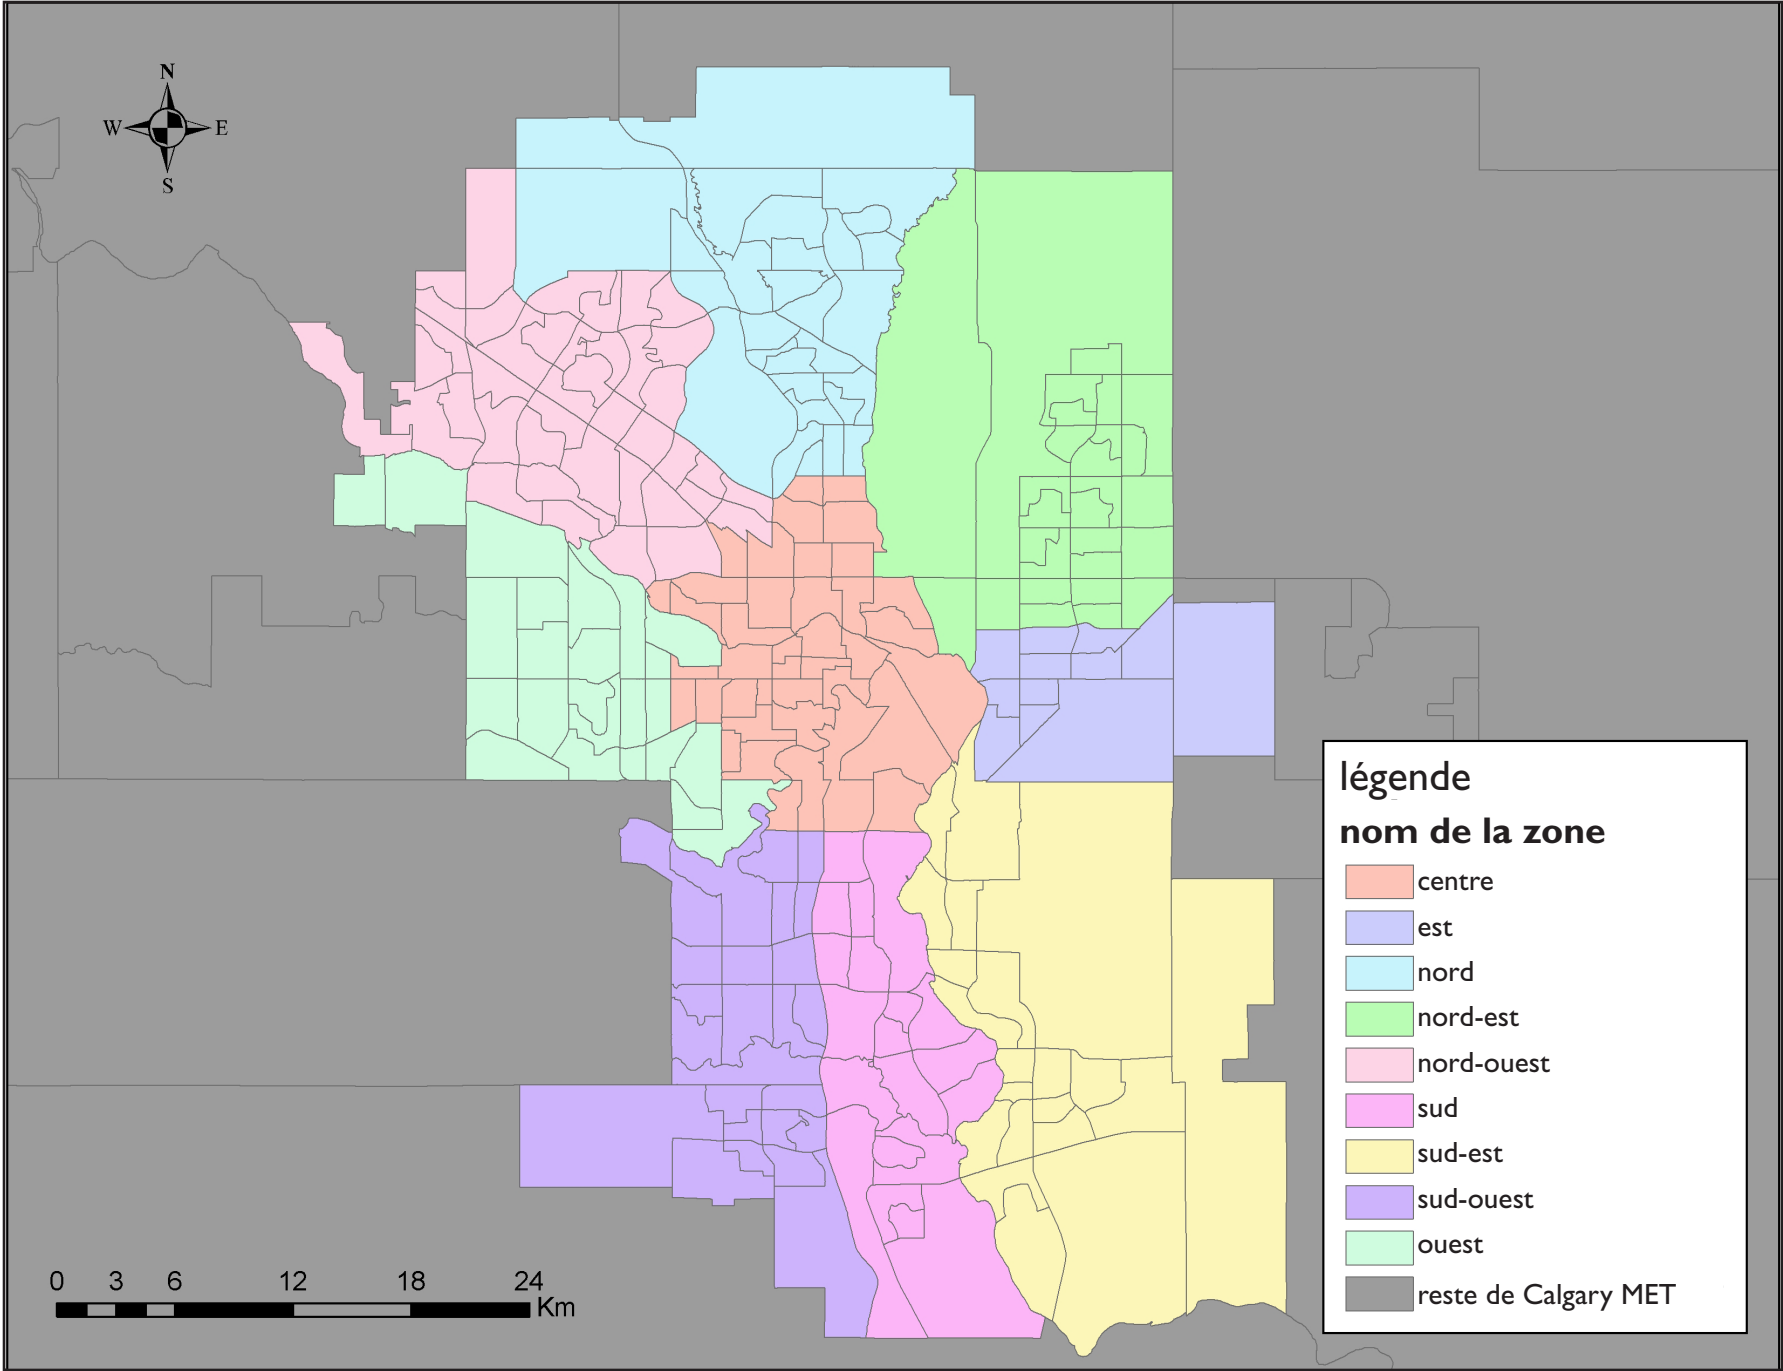 N
W E
S
légende
nom de la zone
centre
est
nord
nord-est
nord-ouest
sud
sud-est
sud-ouest
ouest
reste de Calgary MET
0 3 6 12 18 24
Km